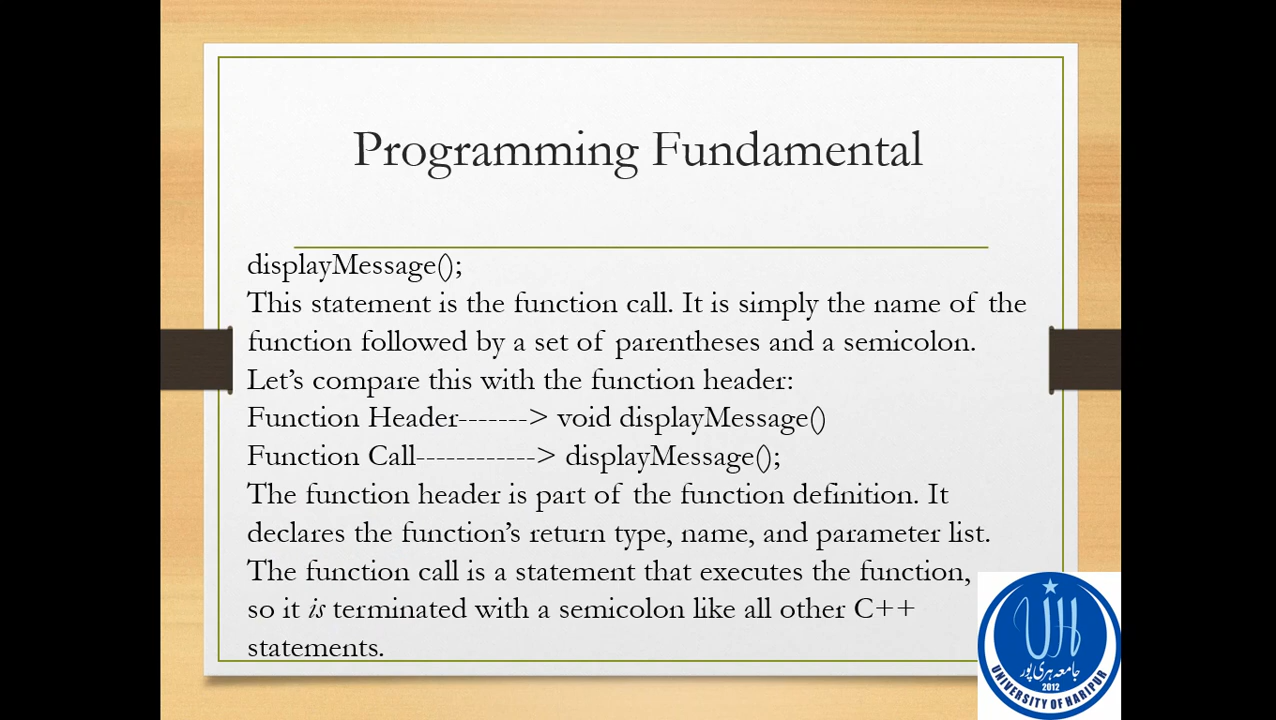 Programming Fundamental
displayMessage();
This statement is the function call. It is simply the name of the
function followed by a set of parentheses and a semicolon.
Let’s compare this with the function header:
Function Header-------> void displayMessage()
Function Call------------> displayMessage();
The function header is part of the function definition. It
declares the function’s return type, name, and parameter list.
The function call is a statement that executes the function,
so it is terminated with a semicolon like all other C++
statements.
UH
جامعہ ہری پور
2012
UNIVERSITY OF HARIPUR